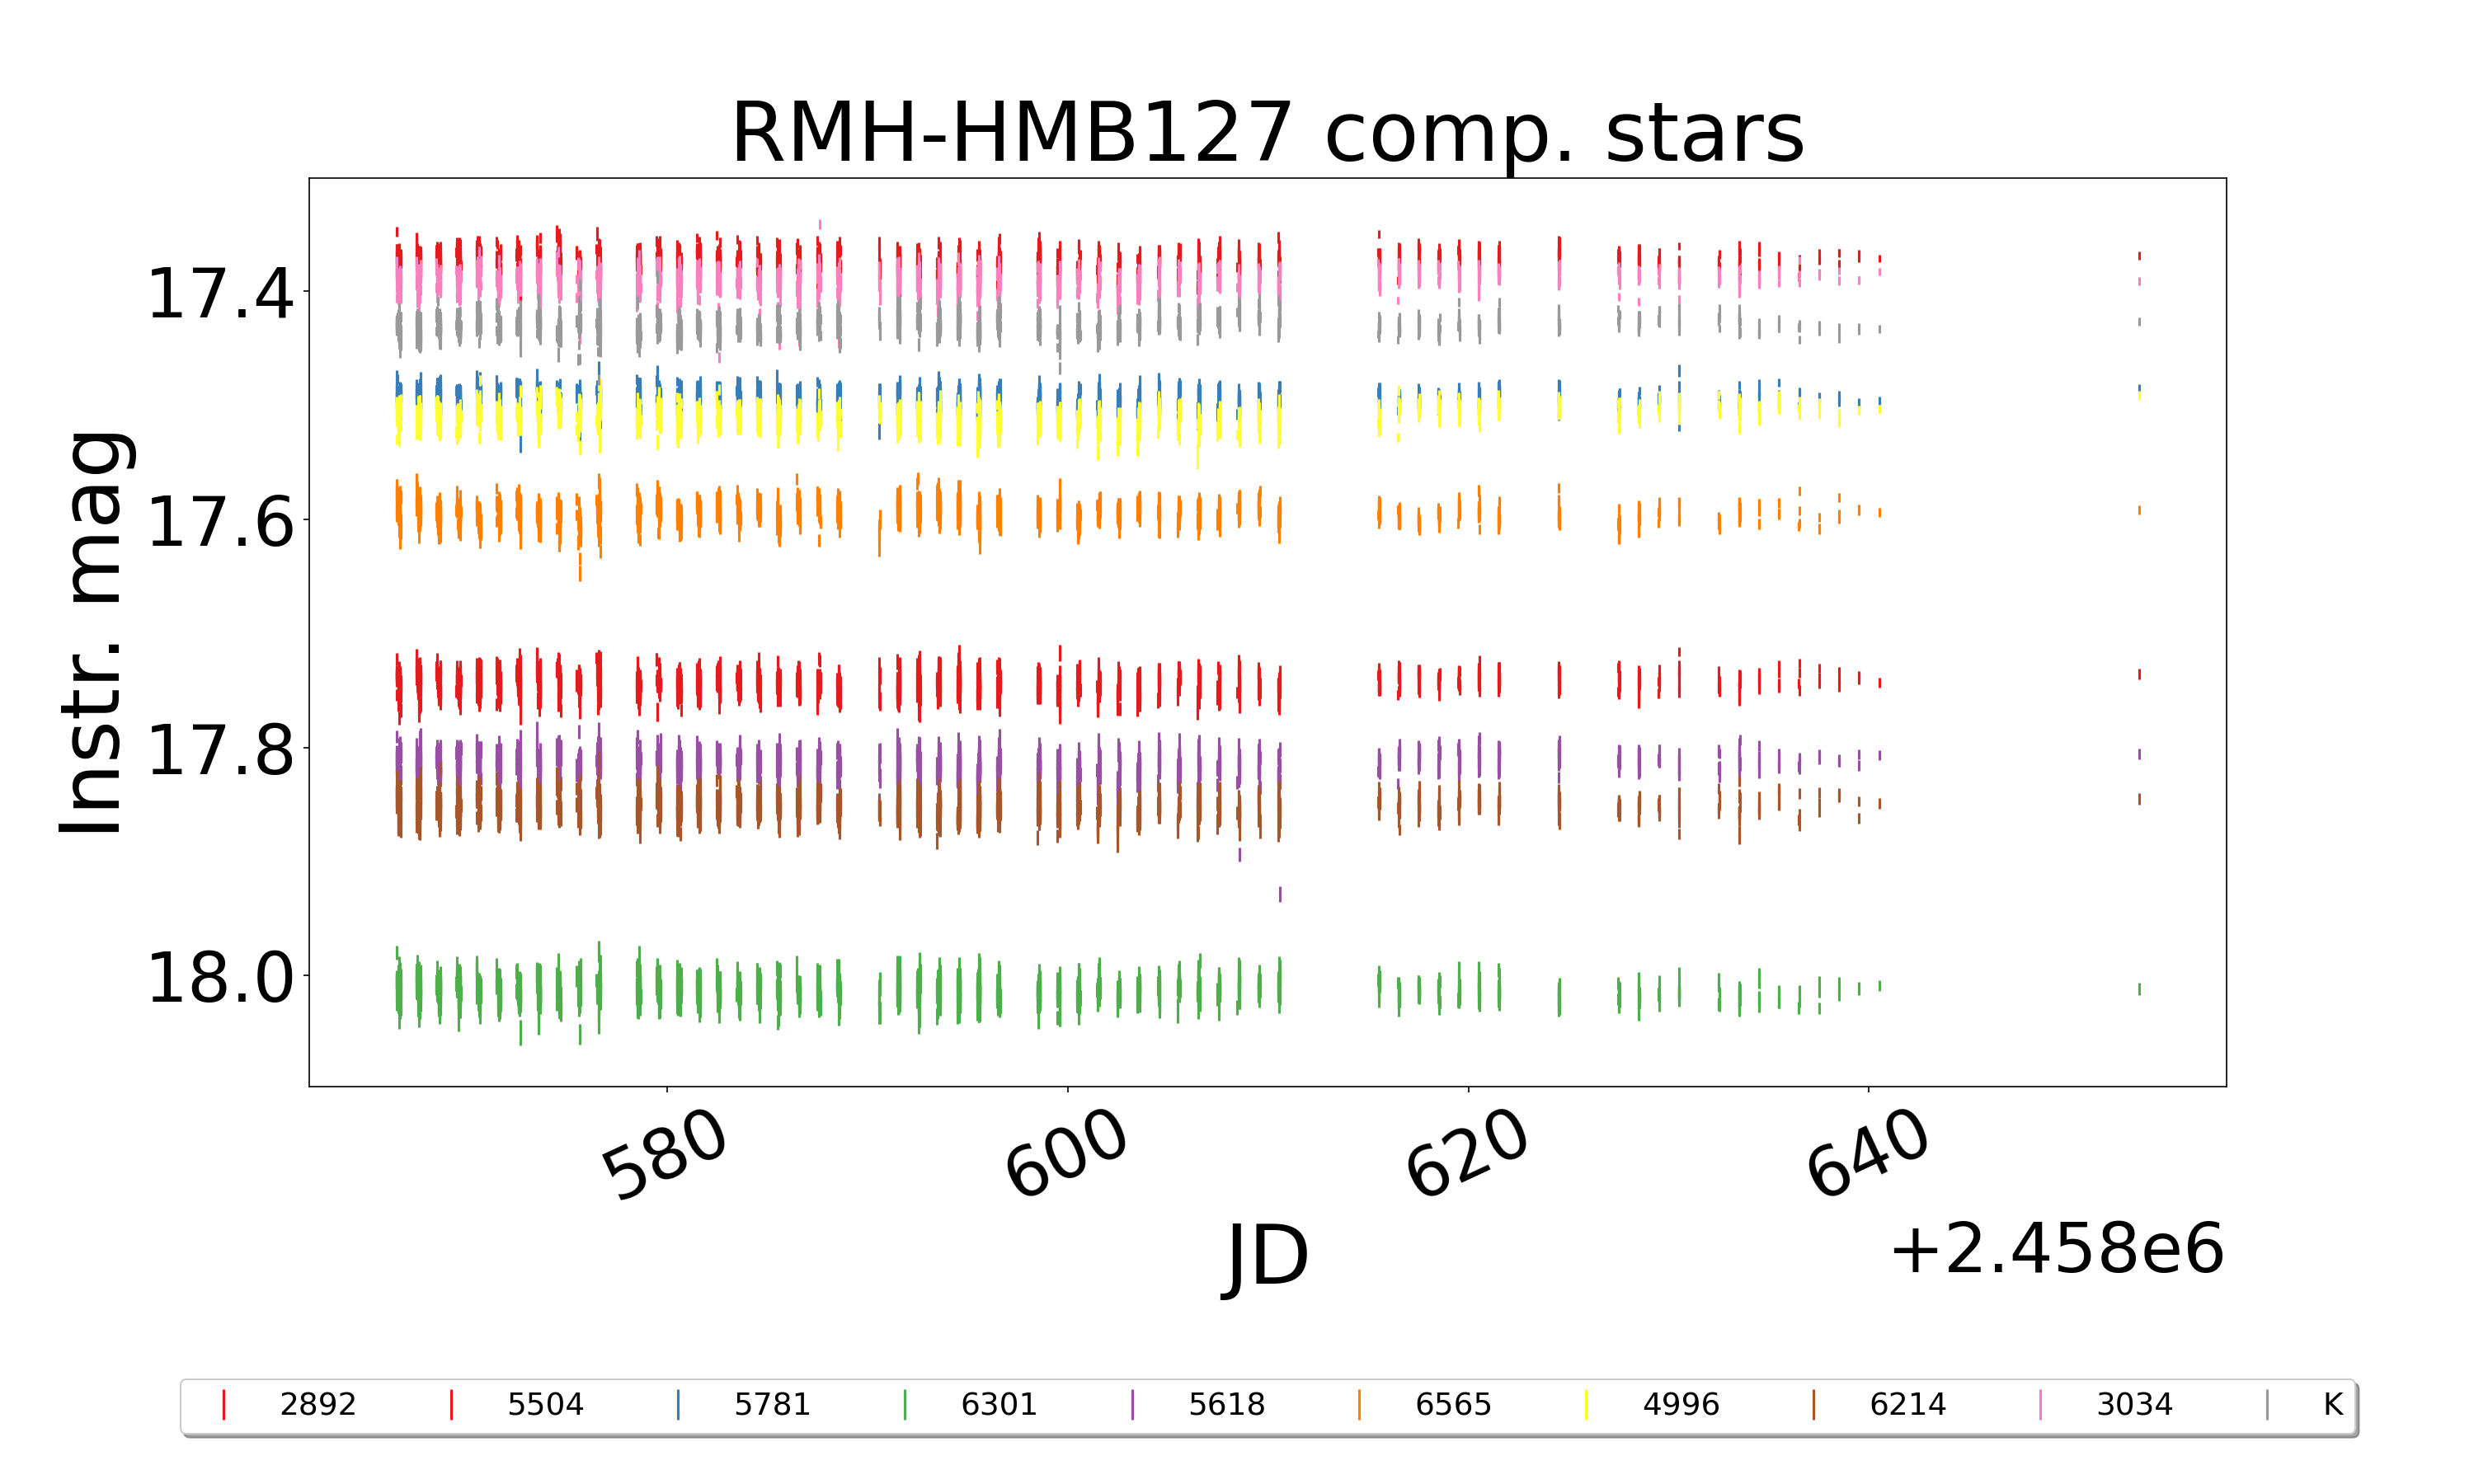 RMH-HMB127 comp. stars
Instr. mag
17.4
17.6
17.8
18.0
580 600 620 640
JD
+2.458e6
2892 5504 5781 6301 5618 6565 4996 6214 3034 K